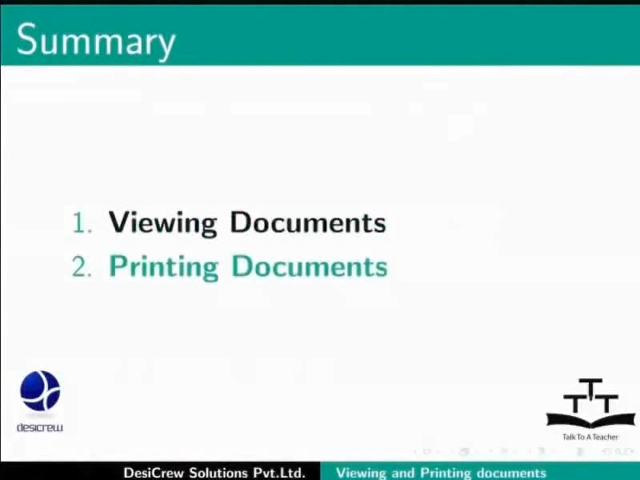 Summary
1. Viewing Documents
2. Printing Documents
desicrew
TTT
Talk To A Teacher
DesiCrew Solutions Pvt.Ltd.
Viewing and Printing documents